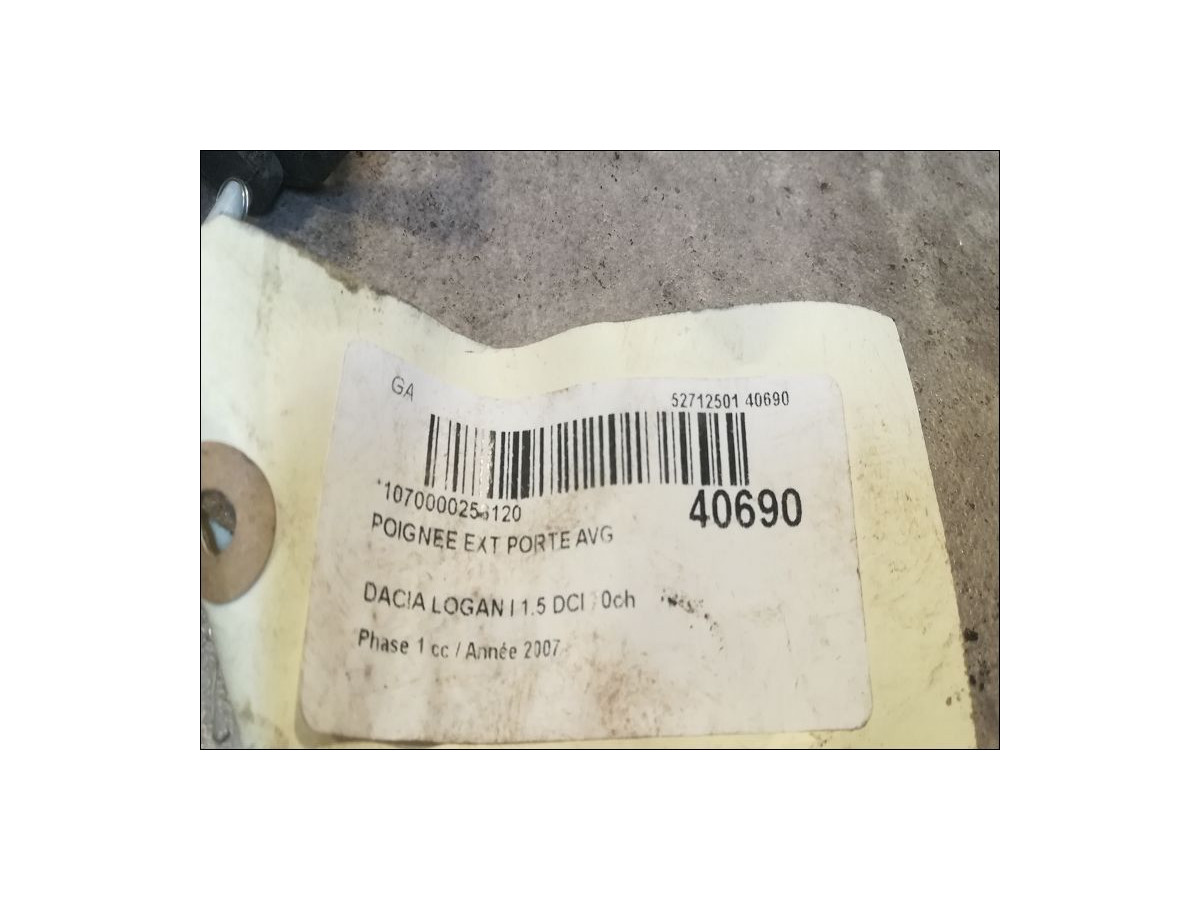 GA
52712501 40690
40690
POIGNEE EXT PORTE AVG
DACIA LOGAN I 1.5 DCI
Phase 1 cc / Année 2007